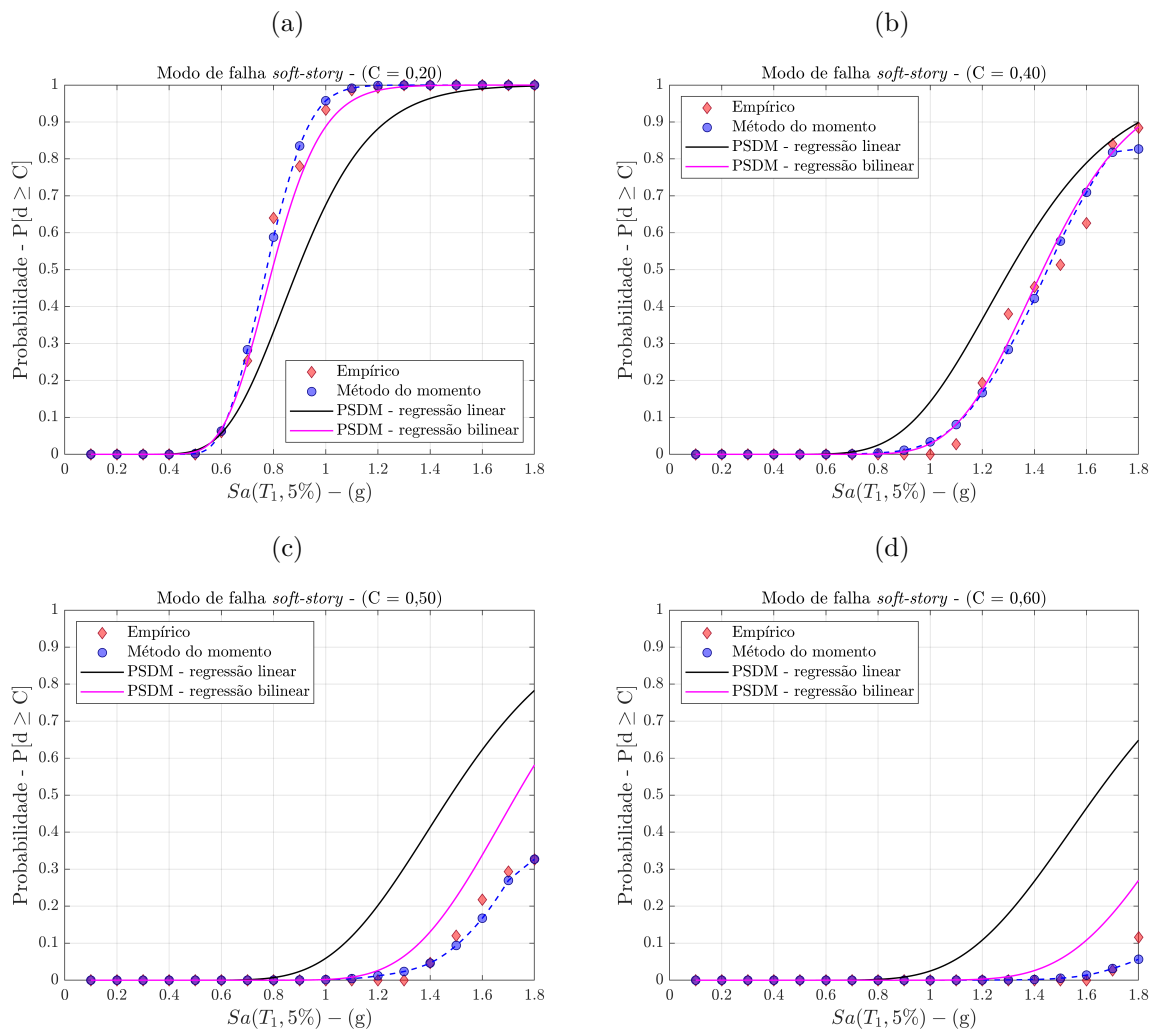 (a)
Modo de falha soft-story - (C = 0,20)
1
0.9
0.8
0.7
0.6
0.5
0.4
0.3
0.2
0.1
0
Probabilidade - P[d ≥ C]
Empírico
Método do momento
PSDM - regressão linear
PSDM - regressão bilinear
0 0.2 0.4 0.6 0.8 1 1.2 1.4 1.6 1.8
Sa(T₁, 5%) − (g)
(b)
Modo de falha soft-story - (C = 0,40)
1
0.9
0.8
0.7
0.6
0.5
0.4
0.3
0.2
0.1
0
Probabilidade - P[d ≥ C]
Empírico
Método do momento
PSDM - regressão linear
PSDM - regressão bilinear
0 0.2 0.4 0.6 0.8 1 1.2 1.4 1.6 1.8
Sa(T₁, 5%) − (g)
(c)
Modo de falha soft-story - (C = 0,50)
1
0.9
0.8
0.7
0.6
0.5
0.4
0.3
0.2
0.1
0
Probabilidade - P[d ≥ C]
Empírico
Método do momento
PSDM - regressão linear
PSDM - regressão bilinear
0 0.2 0.4 0.6 0.8 1 1.2 1.4 1.6 1.8
Sa(T₁, 5%) − (g)
(d)
Modo de falha soft-story - (C = 0,60)
1
0.9
0.8
0.7
0.6
0.5
0.4
0.3
0.2
0.1
0
Probabilidade - P[d ≥ C]
Empírico
Método do momento
PSDM - regressão linear
PSDM - regressão bilinear
0 0.2 0.4 0.6 0.8 1 1.2 1.4 1.6 1.8
Sa(T₁, 5%) − (g)